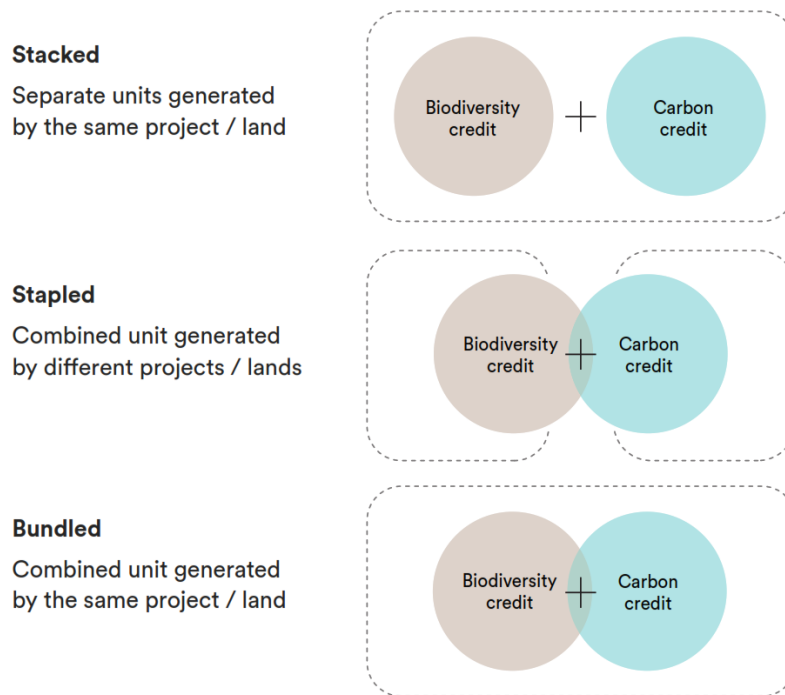 Stacked
Separate units generated
by the same project / land
Biodiversity
credit
+
Carbon
credit
Stapled
Combined unit generated
by different projects / lands
Biodiversity
credit
+
Carbon
credit
Bundled
Combined unit generated
by the same project / land
Biodiversity
credit
+
Carbon
credit